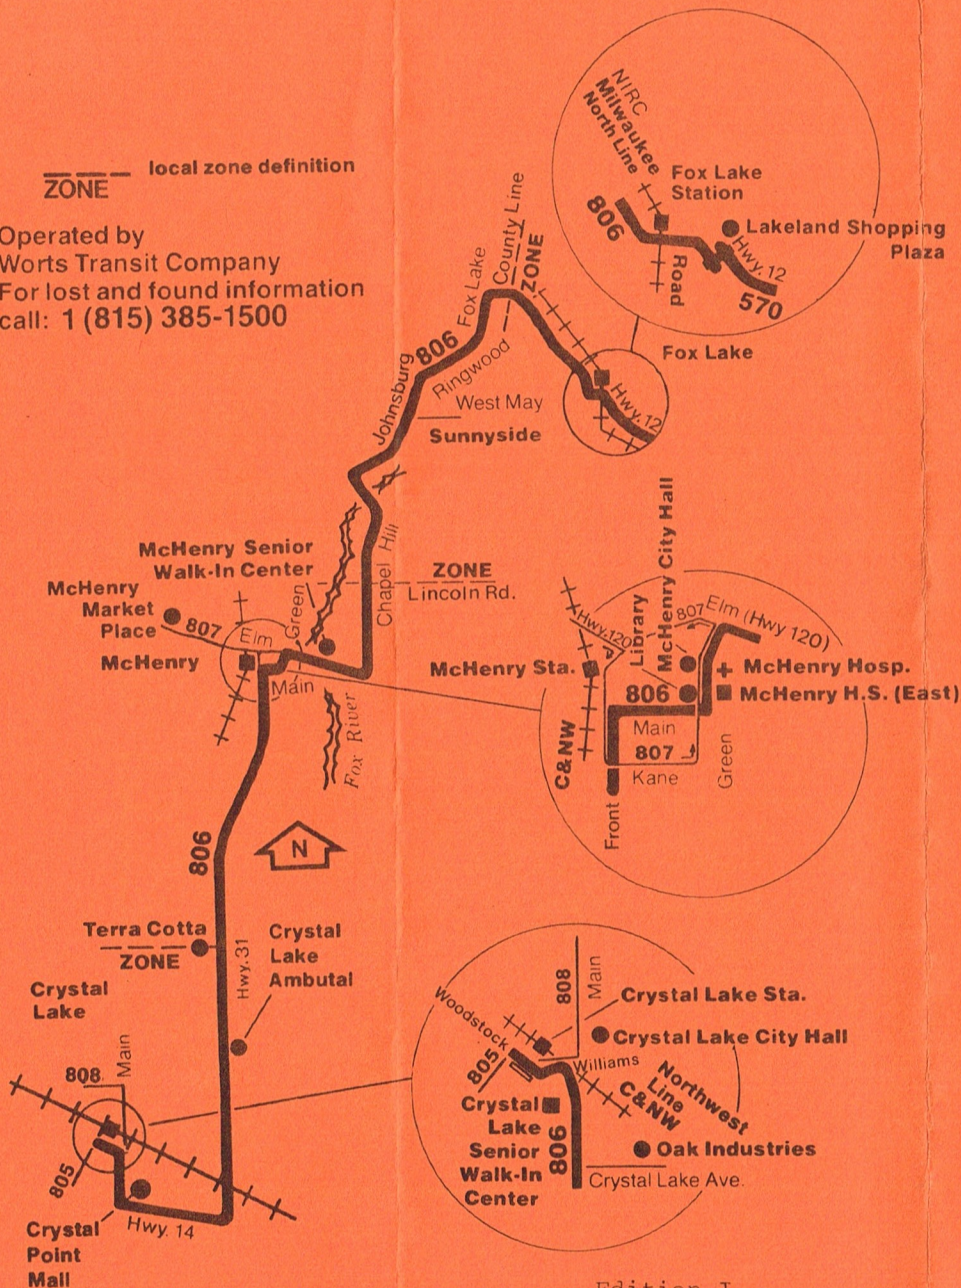 NIRC
Milwaukee
North Line
Fox Lake
Station
806
Lakeland Shopping
Plaza
Hwy. 12
Road
570
Fox Lake
ZONE
local zone definition
Operated by
Worts Transit Company
For lost and found information
call: 1 (815) 385-1500
County Line
ZONE
Fox Lake
806
Ringwood
Johnsburg
West May
Sunnyside
Hwy. 12
McHenry Senior
Walk-In Center
ZONE
Lincoln Rd.
Chapel Hill
McHenry
Market
Place
807
Elm
Green
McHenry
Main
Fox River
McHenry City Hall
Library
807
Elm (Hwy 120)
Hwy. 120
McHenry Sta.
McHenry Hosp.
806
McHenry H.S. (East)
Main
807
Kane
Green
C&NW
Front
806
N
Terra Cotta
ZONE
Hwy. 31
Crystal
Lake
Ambutal
Crystal
Lake
Main
808
805
Crystal
Point
Mall
Hwy. 14
808
Main
Woodstock
Crystal Lake Sta.
Crystal Lake City Hall
805
Williams
Northwest
Line
C&NW
Crystal
Lake
Senior
Walk-In
Center
806
Oak Industries
Crystal Lake Ave.